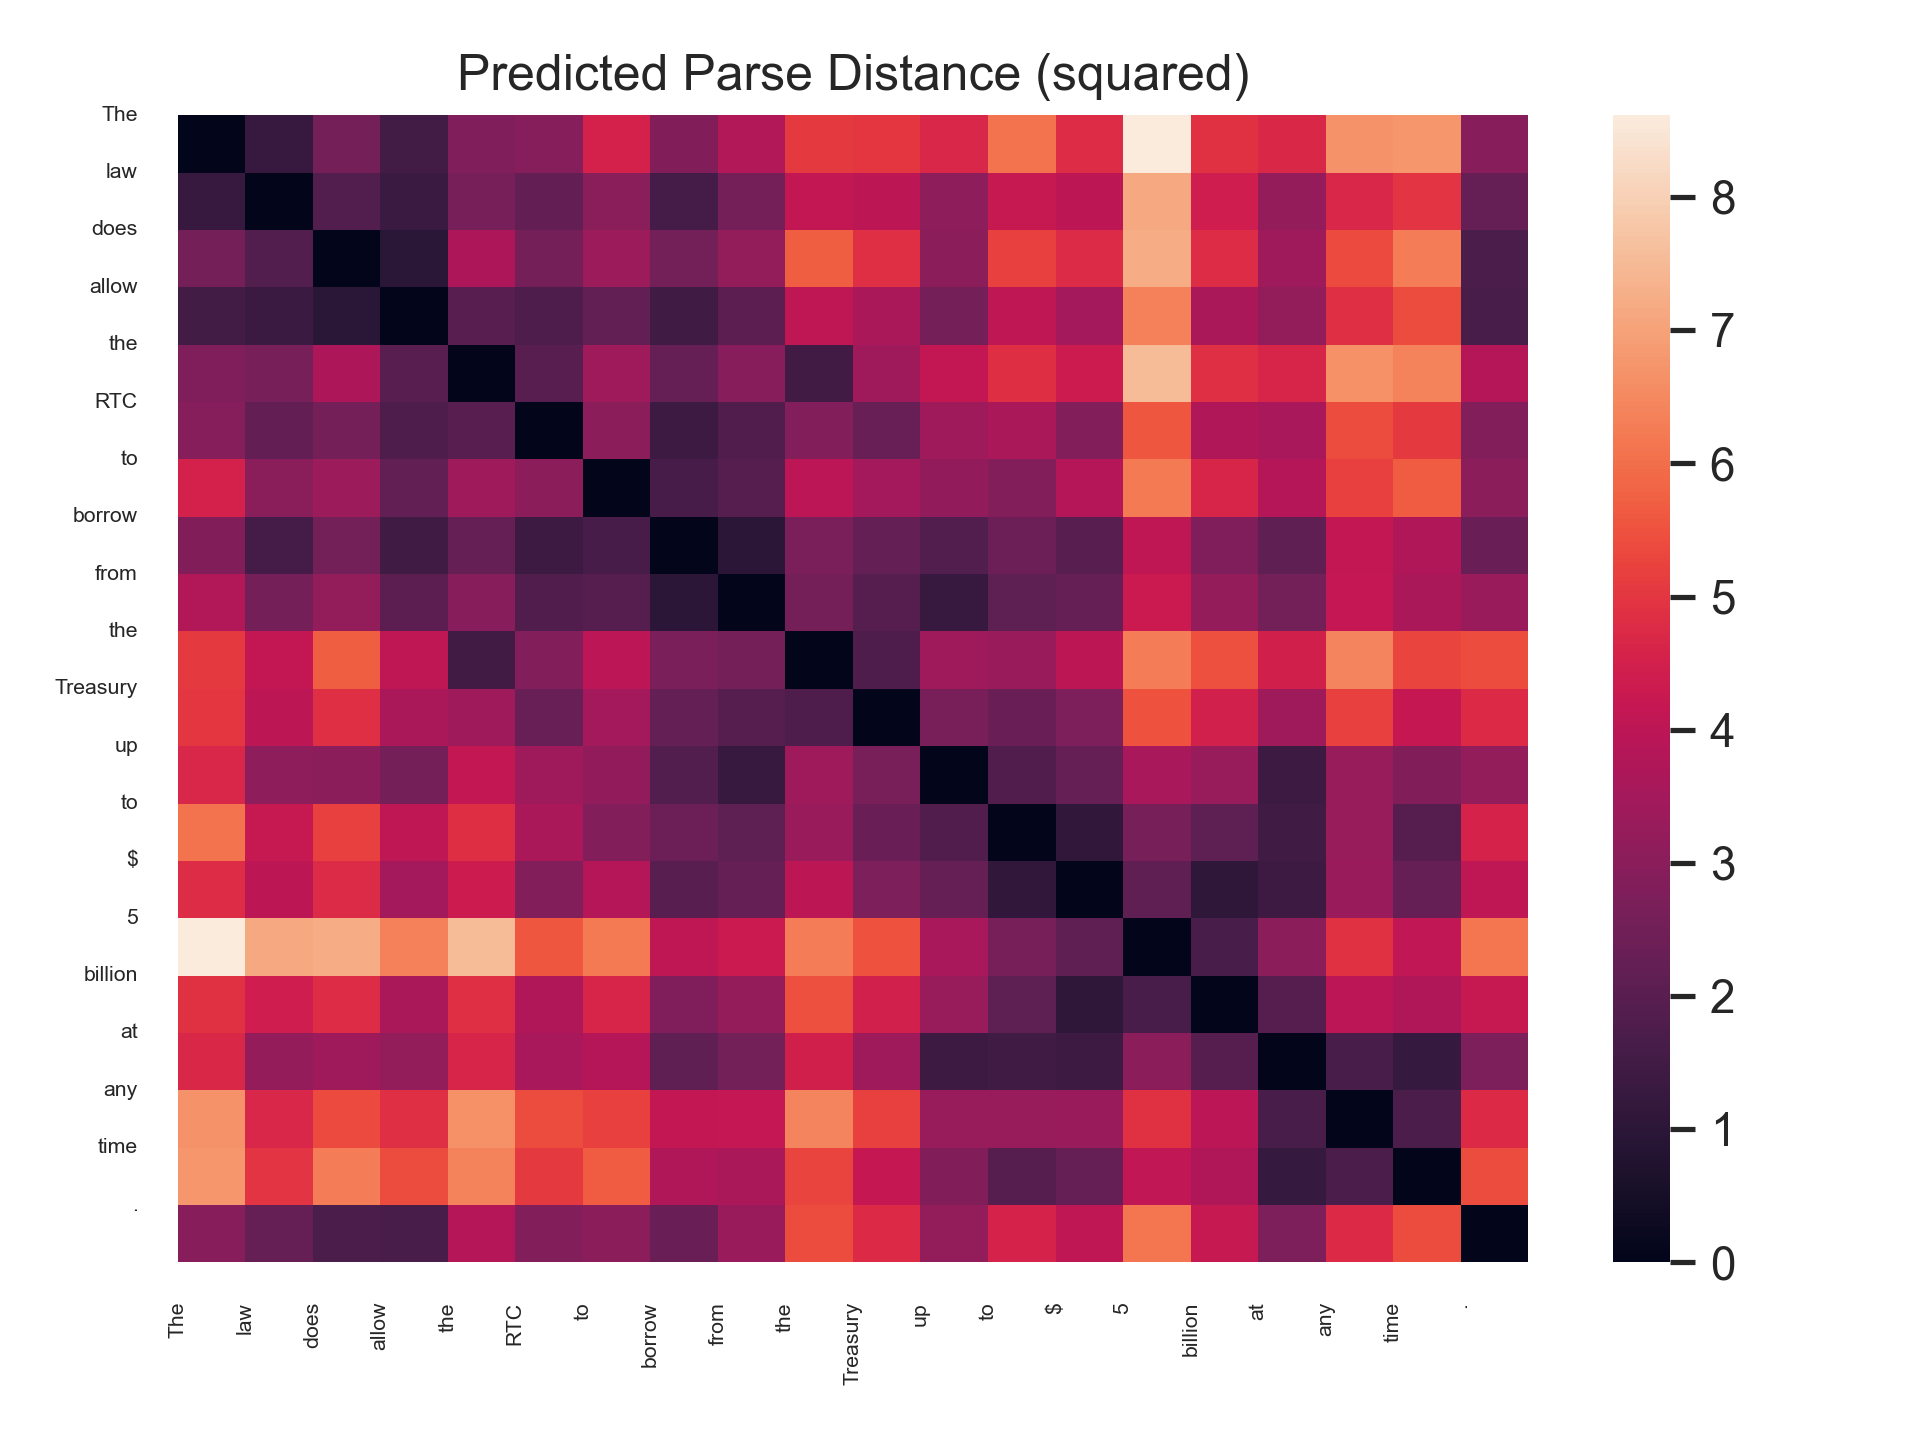 Predicted Parse Distance (squared)
The
law
does
allow
the
RTC
to
borrow
from
the
Treasury
up
to
$
5
billion
at
any
time
.
8
7
6
5
4
3
2
1
0
The law does allow the RTC to borrow from the Treasury up to $ 5 billion at any time .